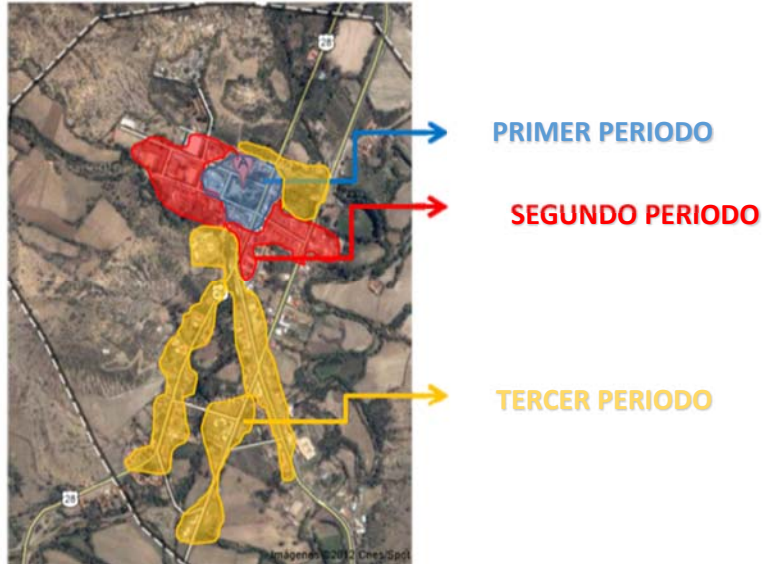 28
PRIMER PERIODO
SEGUNDO PERIODO
TERCER PERIODO
28
Imágenes ©2012 Cnes/Spot